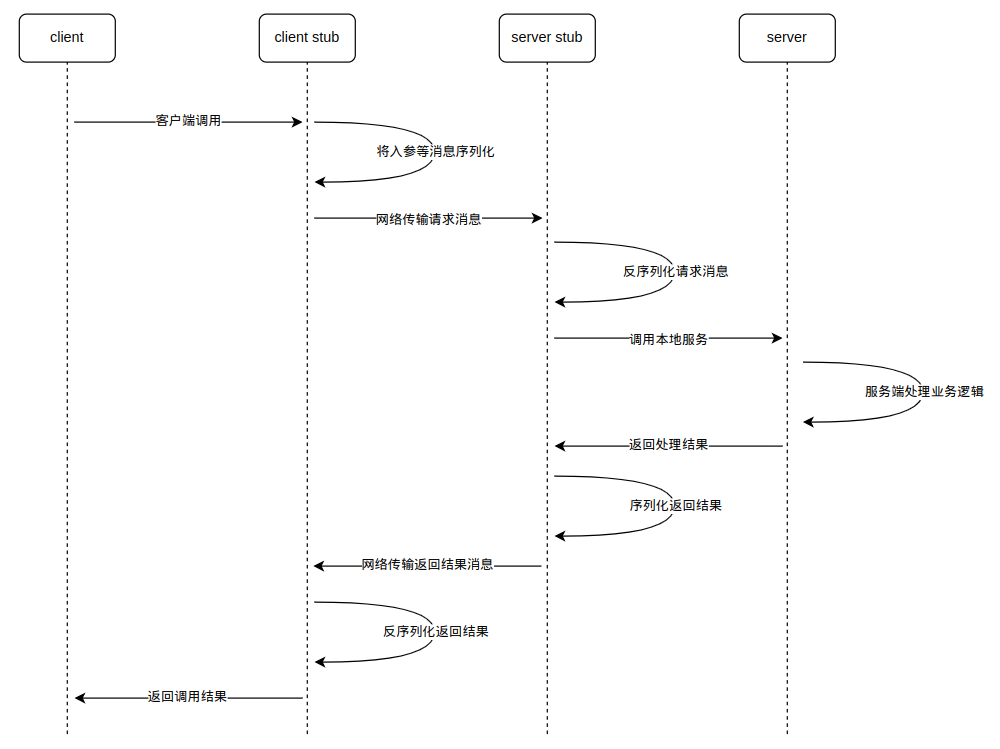 client
client stub
server stub
server
客户端调用
将入参等消息序列化
网络传输请求消息
反序列化请求消息
调用本地服务
服务端处理业务逻辑
返回处理结果
序列化返回结果
网络传输返回结果消息
反序列化返回结果
返回调用结果